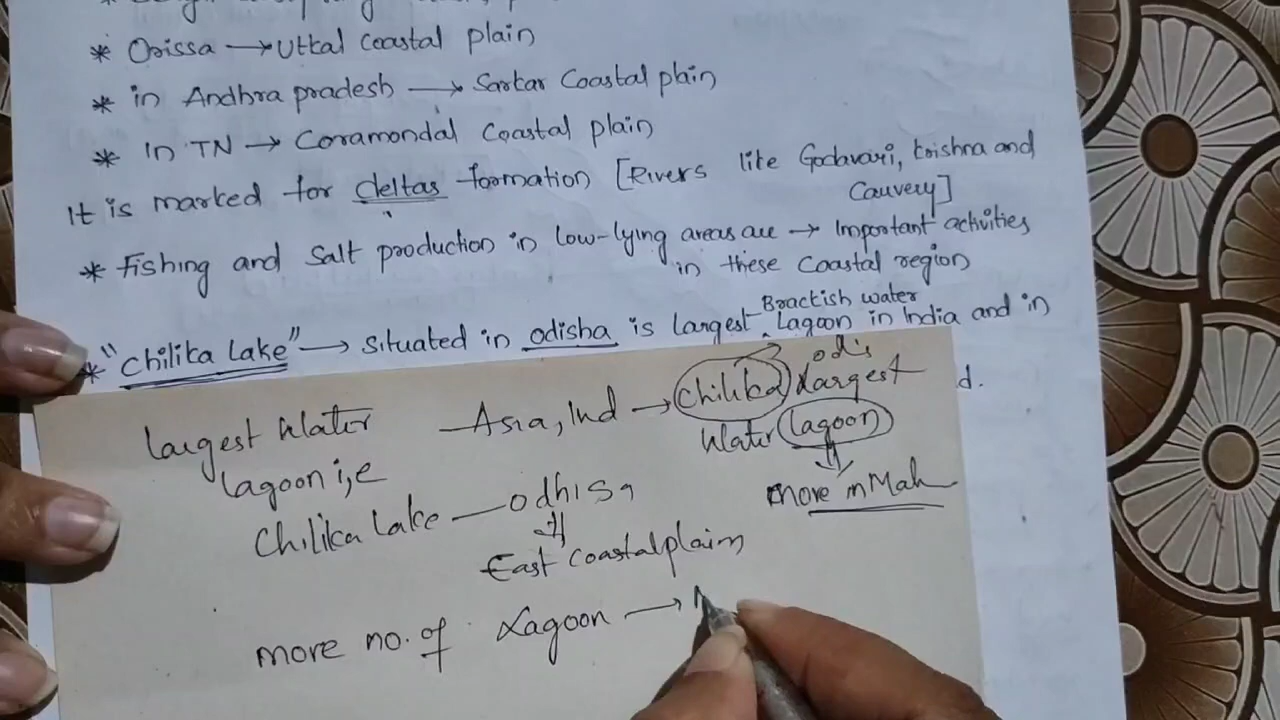 * Orissa → Utkal Coastal plain
* in Andhra pradesh → Sarkar Coastal plain
* In TN → Coramondal Coastal plain
It is marked for deltas formation [Rivers like Godavari, krishna and
Cauvery]
* Fishing and Salt production in low-lying areas are → Important activities
in these Coastal region
Brackish water
* "Chilika Lake" → situated in odisha is largest Lagoon in India and in
d.
odis
Largest Water — Asia, Ind → Chilika Largest
lagoon i,e
Water lagoon
more in Mah
Chilika Lake — odhisa
East Coastal plaim
more no. of Lagoon →